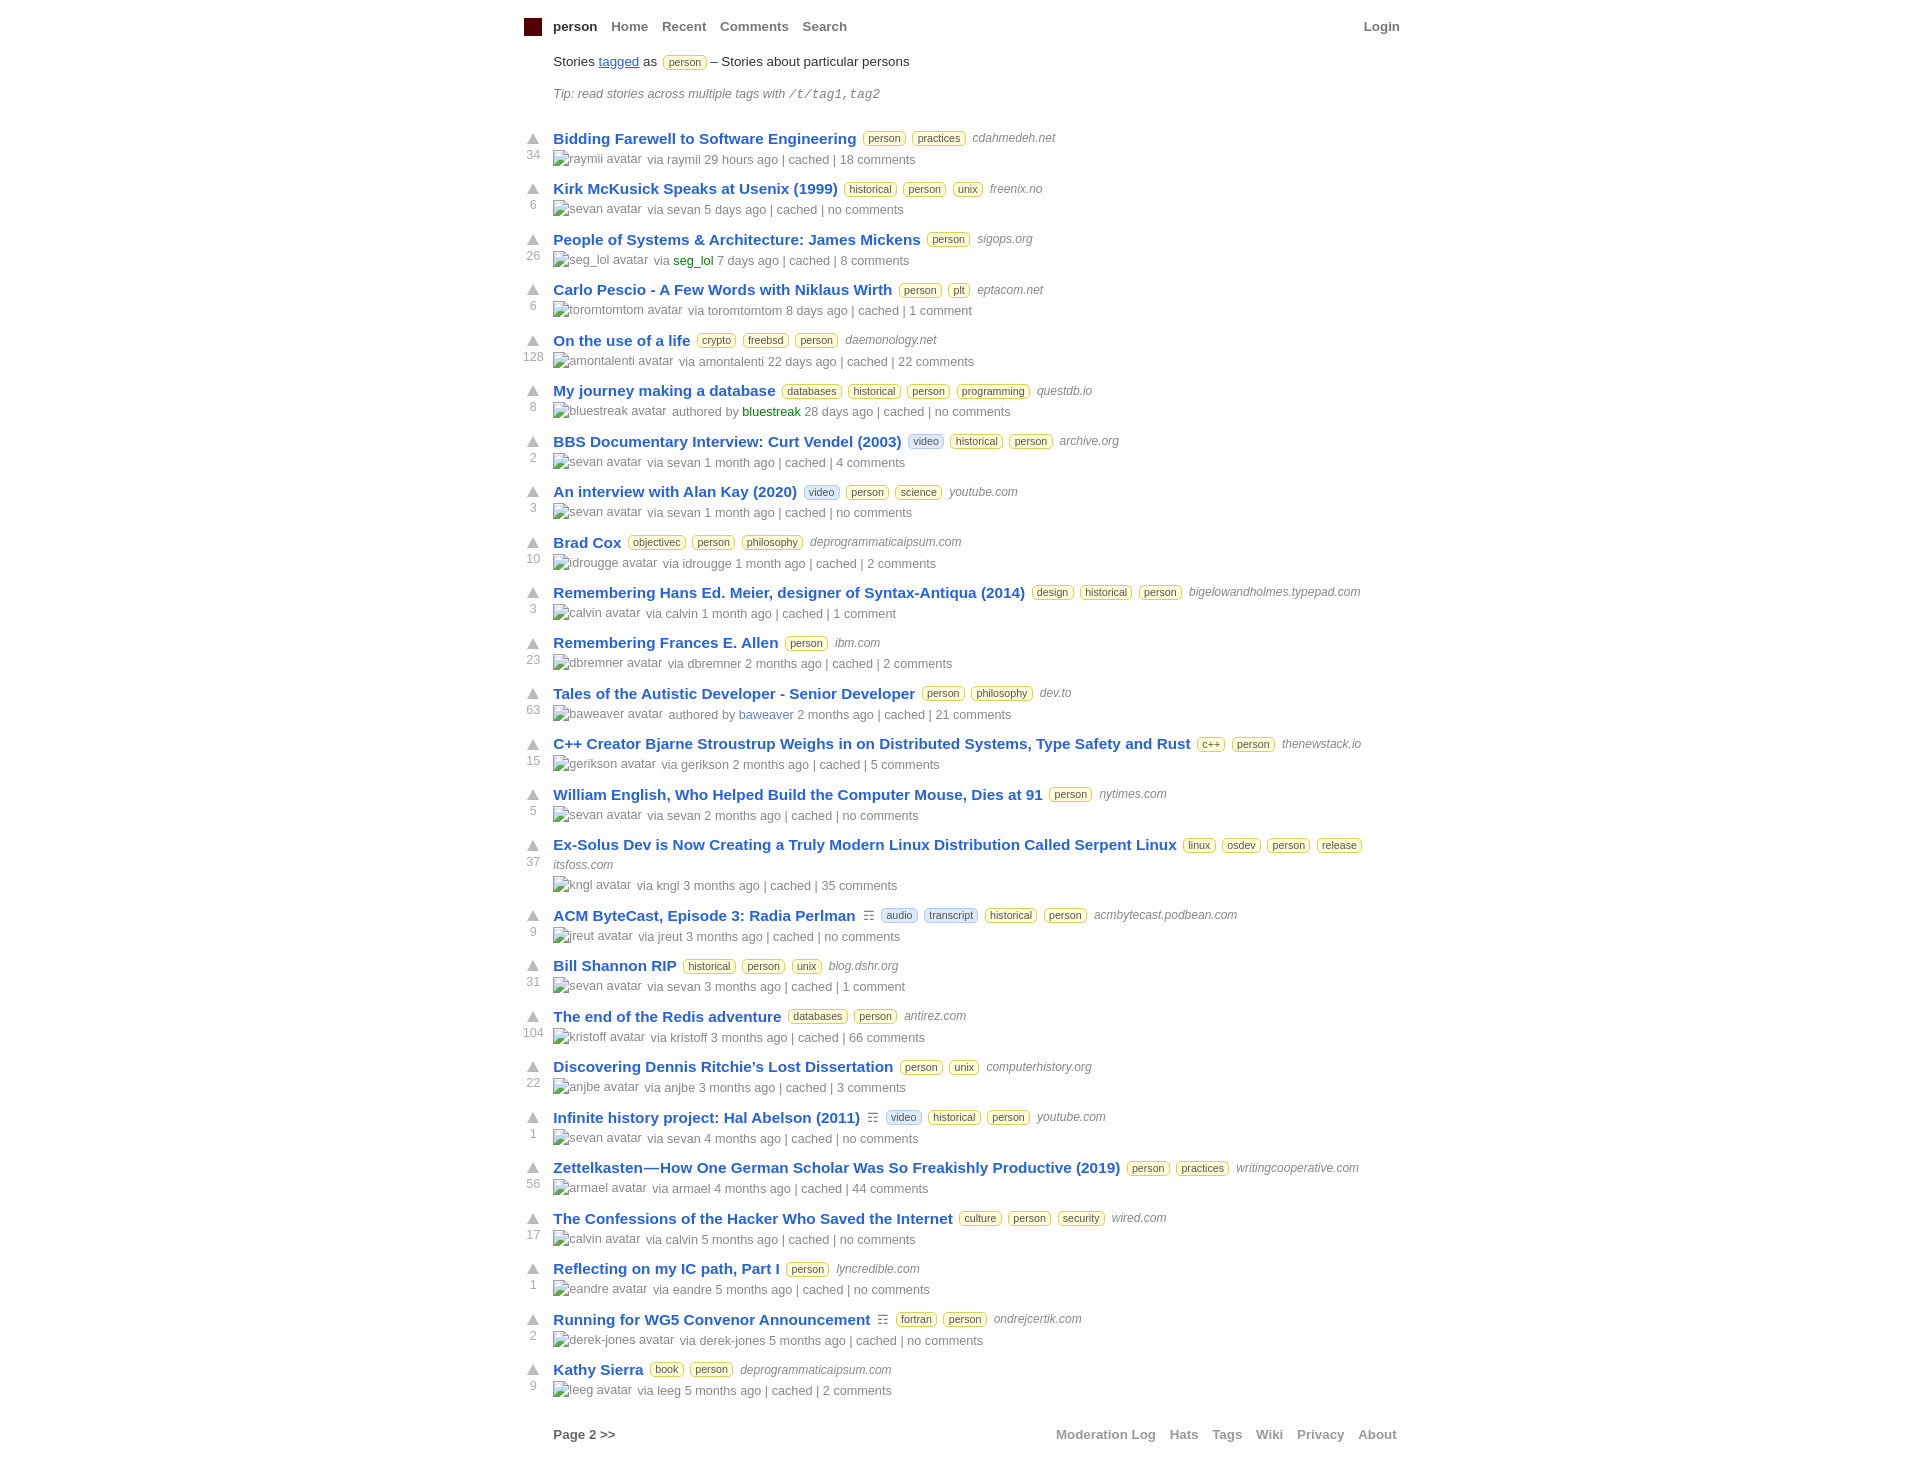 person Home Recent Comments Search Login
Stories tagged as person – Stories about particular persons
Tip: read stories across multiple tags with /t/tag1,tag2
Bidding Farewell to Software Engineering person practices cdahmedeh.net
34 raymii avatar via raymii 29 hours ago | cached | 18 comments
Kirk McKusick Speaks at Usenix (1999) historical person unix freenix.no
6 sevan avatar via sevan 5 days ago | cached | no comments
People of Systems & Architecture: James Mickens person sigops.org
26 seg_lol avatar via seg_lol 7 days ago | cached | 8 comments
Carlo Pescio - A Few Words with Niklaus Wirth person plt eptacom.net
6 toromtomtom avatar via toromtomtom 8 days ago | cached | 1 comment
On the use of a life crypto freebsd person daemonology.net
128 amontalenti avatar via amontalenti 22 days ago | cached | 22 comments
My journey making a database databases historical person programming questdb.io
8 bluestreak avatar authored by bluestreak 28 days ago | cached | no comments
BBS Documentary Interview: Curt Vendel (2003) video historical person archive.org
2 sevan avatar via sevan 1 month ago | cached | 4 comments
An interview with Alan Kay (2020) video person science youtube.com
3 sevan avatar via sevan 1 month ago | cached | no comments
Brad Cox objectivec person philosophy deprogrammaticaipsum.com
10 idrougge avatar via idrougge 1 month ago | cached | 2 comments
Remembering Hans Ed. Meier, designer of Syntax-Antiqua (2014) design historical person bigelowandholmes.typepad.com
3 calvin avatar via calvin 1 month ago | cached | 1 comment
Remembering Frances E. Allen person ibm.com
23 dbremner avatar via dbremner 2 months ago | cached | 2 comments
Tales of the Autistic Developer - Senior Developer person philosophy dev.to
63 baweaver avatar authored by baweaver 2 months ago | cached | 21 comments
C++ Creator Bjarne Stroustrup Weighs in on Distributed Systems, Type Safety and Rust c++ person thenewstack.io
15 gerikson avatar via gerikson 2 months ago | cached | 5 comments
William English, Who Helped Build the Computer Mouse, Dies at 91 person nytimes.com
5 sevan avatar via sevan 2 months ago | cached | no comments
Ex-Solus Dev is Now Creating a Truly Modern Linux Distribution Called Serpent Linux linux osdev person release
37 itsfoss.com
kngl avatar via kngl 3 months ago | cached | 35 comments
ACM ByteCast, Episode 3: Radia Perlman ☶ audio transcript historical person acmbytecast.podbean.com
9 jreut avatar via jreut 3 months ago | cached | no comments
Bill Shannon RIP historical person unix blog.dshr.org
31 sevan avatar via sevan 3 months ago | cached | 1 comment
The end of the Redis adventure databases person antirez.com
104 kristoff avatar via kristoff 3 months ago | cached | 66 comments
Discovering Dennis Ritchie’s Lost Dissertation person unix computerhistory.org
22 anjbe avatar via anjbe 3 months ago | cached | 3 comments
Infinite history project: Hal Abelson (2011) ☶ video historical person youtube.com
1 sevan avatar via sevan 4 months ago | cached | no comments
Zettelkasten—How One German Scholar Was So Freakishly Productive (2019) person practices writingcooperative.com
56 armael avatar via armael 4 months ago | cached | 44 comments
The Confessions of the Hacker Who Saved the Internet culture person security wired.com
17 calvin avatar via calvin 5 months ago | cached | no comments
Reflecting on my IC path, Part I person lyncredible.com
1 eandre avatar via eandre 5 months ago | cached | no comments
Running for WG5 Convenor Announcement ☶ fortran person ondrejcertik.com
2 derek-jones avatar via derek-jones 5 months ago | cached | no comments
Kathy Sierra book person deprogrammaticaipsum.com
9 leeg avatar via leeg 5 months ago | cached | 2 comments
Page 2 >> Moderation Log Hats Tags Wiki Privacy About